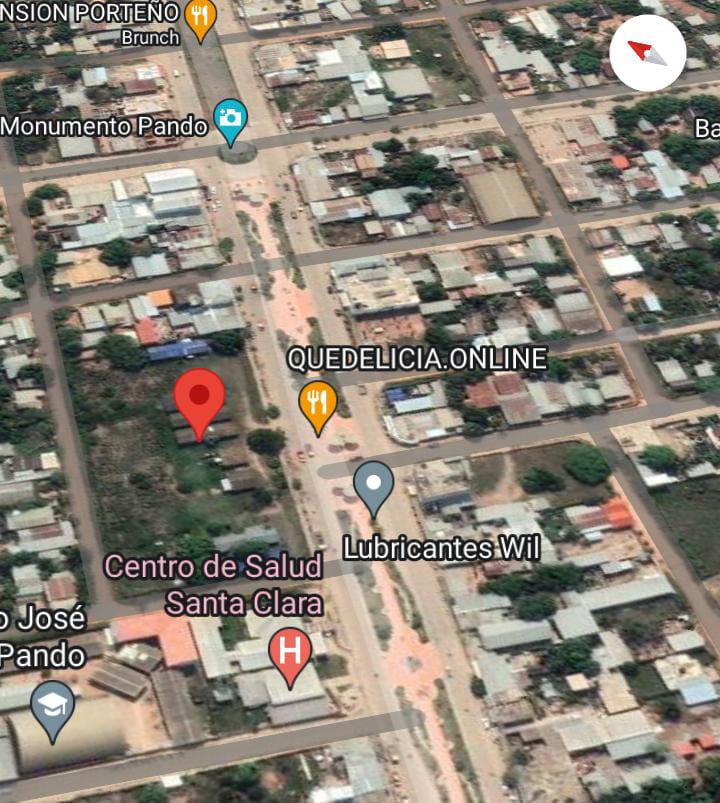 NSION PORTEÑO
Brunch
Monumento Pando
Ba
QUEDELICIA.ONLINE
Lubricantes Wil
Centro de Salud
Santa Clara
H
o José
Pando